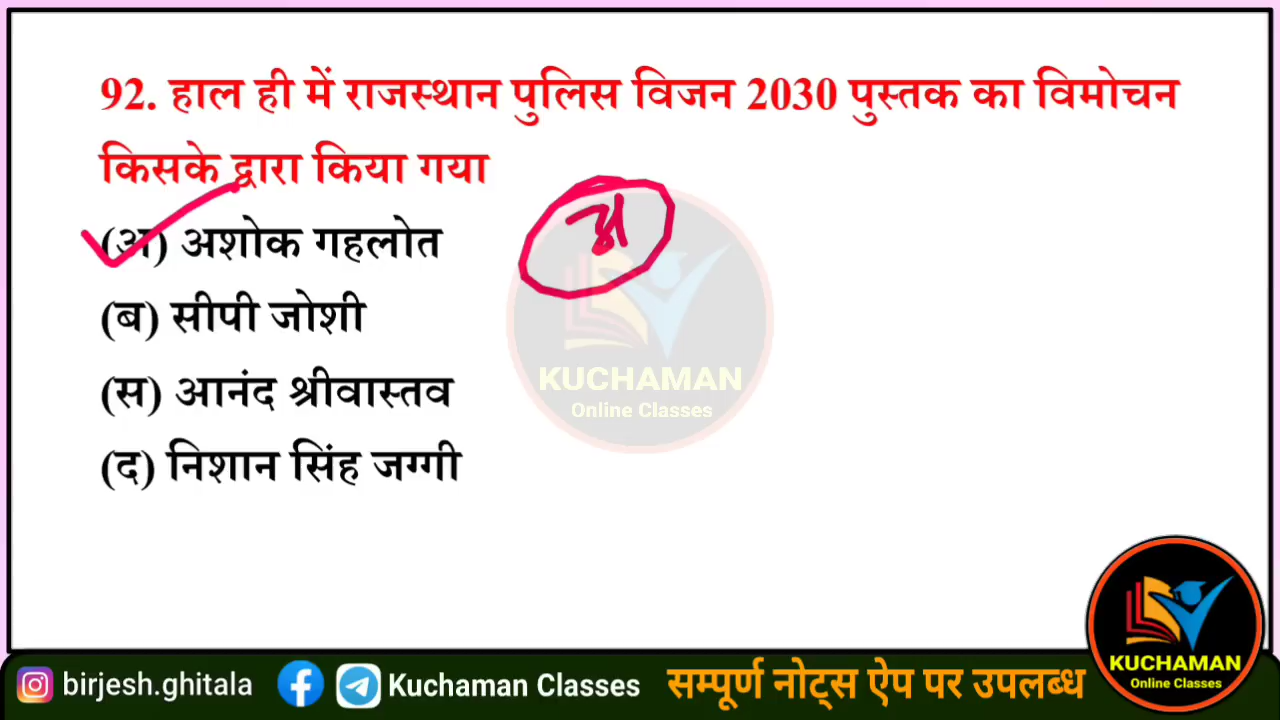 92. हाल ही में राजस्थान पुलिस विजन 2030 पुस्तक का विमोचन
किसके द्वारा किया गया
(अ) अशोक गहलोत
अ
(ब) सीपी जोशी
(स) आनंद श्रीवास्तव
(द) निशान सिंह जग्गी
KUCHAMAN
Online Classes
KUCHAMAN
Online Classes
birjesh.ghitala
Kuchaman Classes
सम्पूर्ण नोट्स ऐप पर उपलब्ध